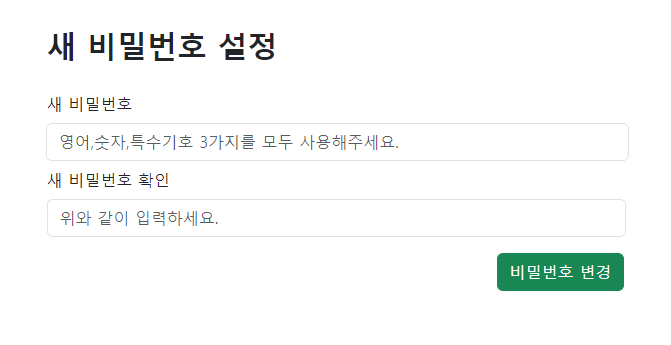 새 비밀번호 설정
새 비밀번호
영어,숫자,특수기호 3가지를 모두 사용해주세요.
새 비밀번호 확인
위와 같이 입력하세요.
비밀번호 변경